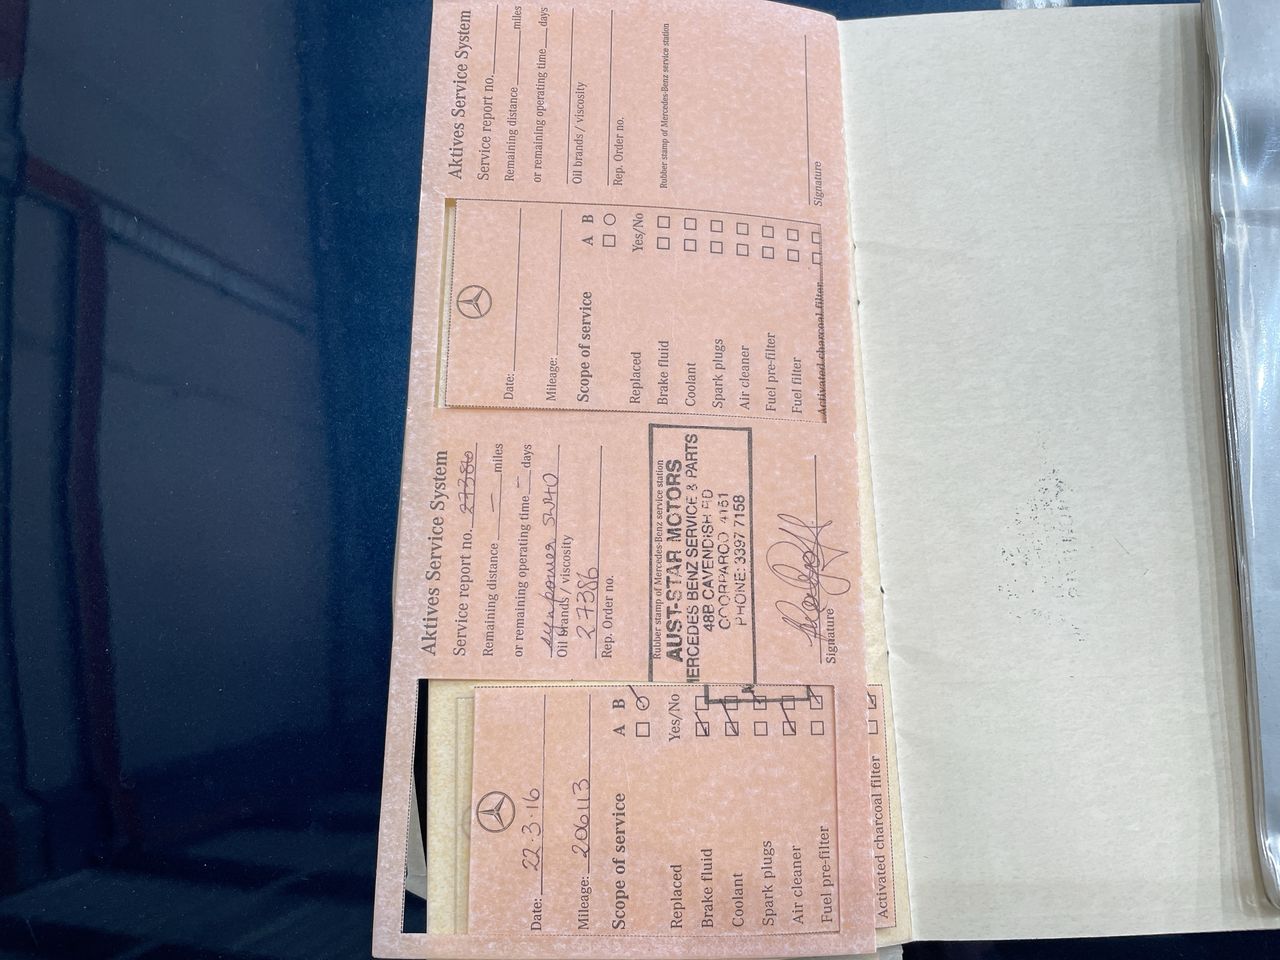 Aktives Service System
Service report no. 27386
Remaining distance — miles
or remaining operating time – days
synpower 5W40
Oil brands / viscosity
27386
Rep. Order no.
Rubber stamp of Mercedes-Benz service station
AUST-STAR MOTORS
MERCEDES BENZ SERVICE & PARTS
48B CAVENDISH RD
COORPAROO 4151
PHONE: 3397 7158
Signature
Date: 22.3.16
Mileage: 206113
Scope of service
A B
Replaced Yes/No
Brake fluid
Coolant
Spark plugs
Air cleaner
Fuel pre-filter
Activated charcoal filter
Aktives Service System
Service report no.
Remaining distance miles
or remaining operating time days
Oil brands / viscosity
Rep. Order no.
Rubber stamp of Mercedes-Benz service station
Signature
Date:
Mileage:
Scope of service
A B
Replaced Yes/No
Brake fluid
Coolant
Spark plugs
Air cleaner
Fuel pre-filter
Fuel filter
Activated charcoal filter